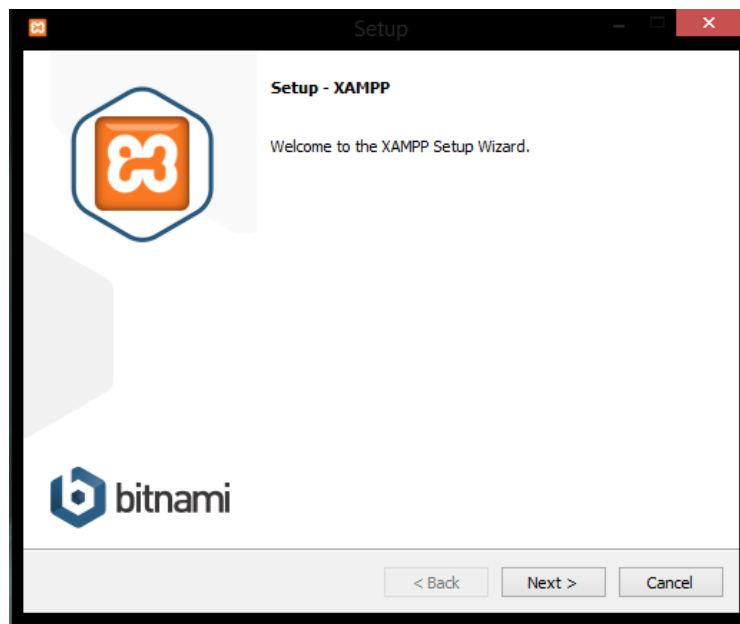 Setup
Setup - XAMPP
Welcome to the XAMPP Setup Wizard.
bitnami
< Back
Next >
Cancel